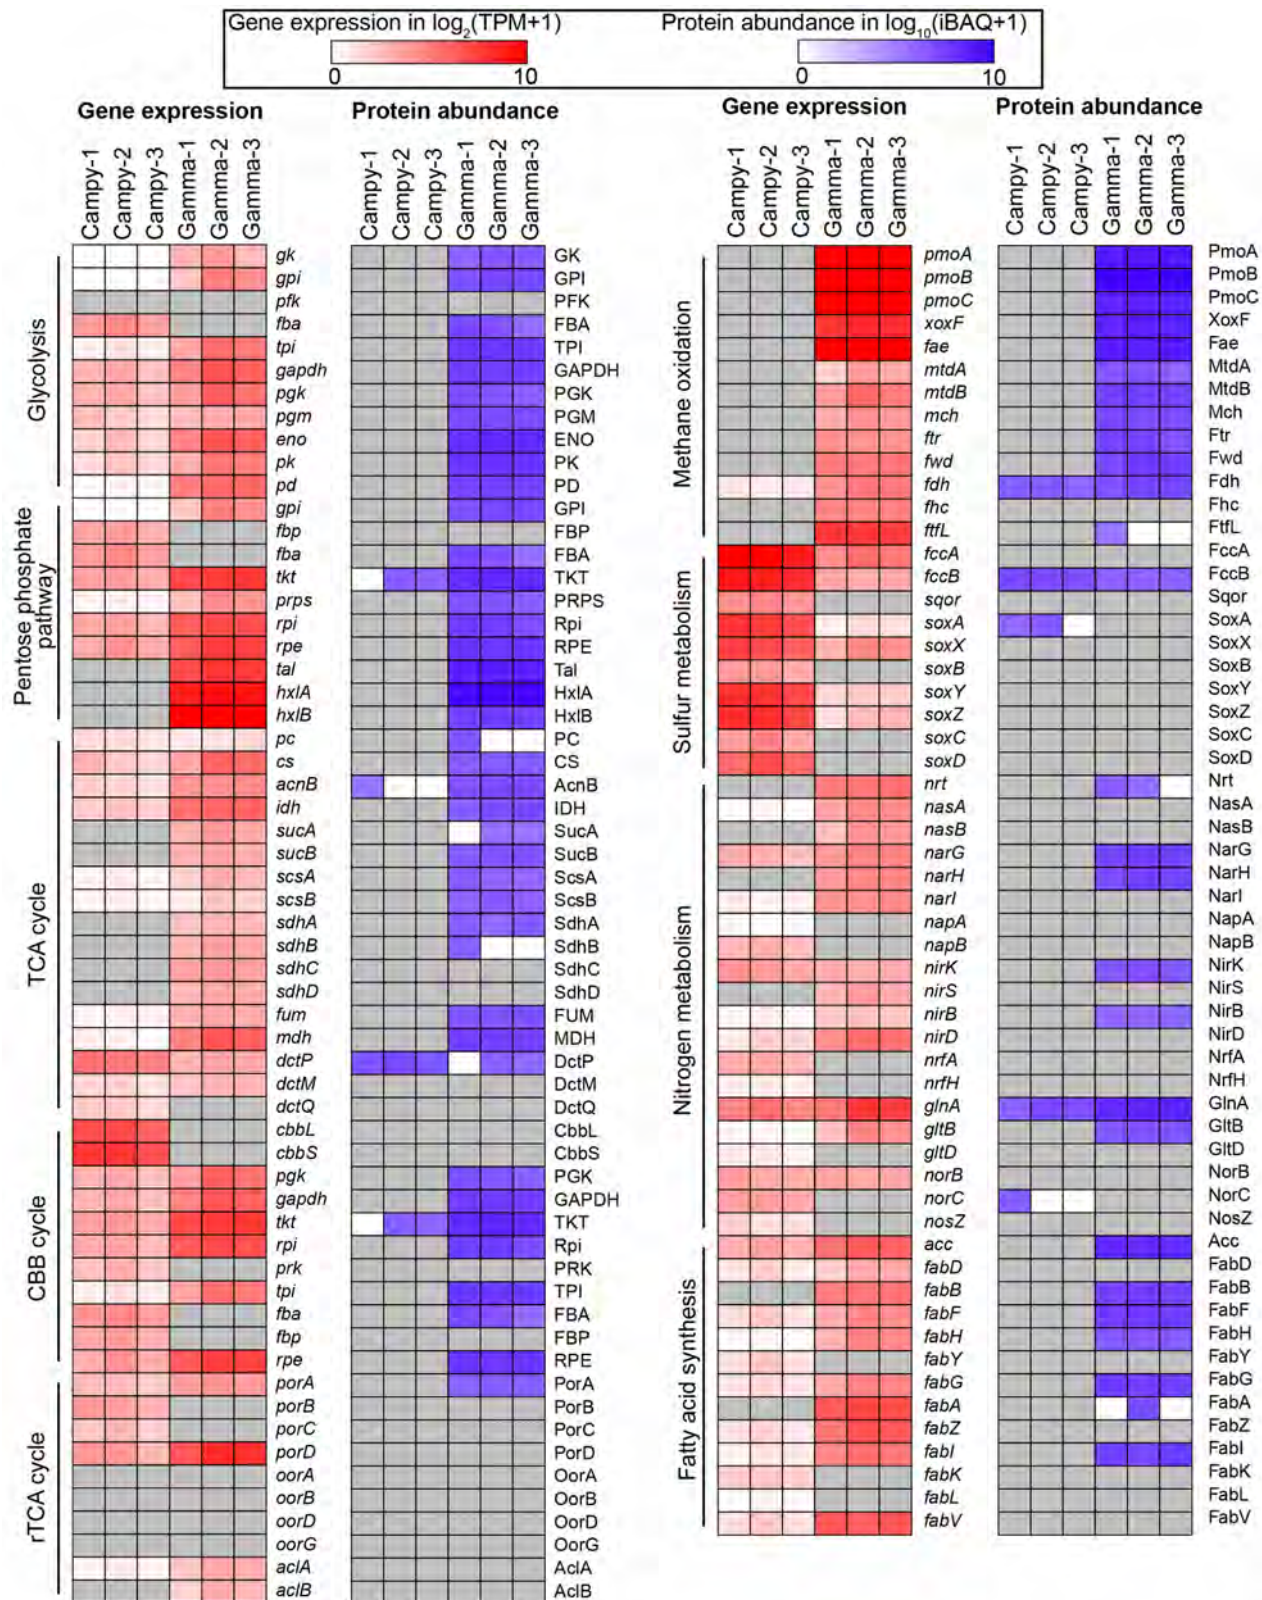 Gene expression in log2(TPM+1) Protein abundance in log10(iBAQ+1)
0 10 0 10
Gene expression Protein abundance
Campy-1 Campy-2 Campy-3 Gamma-1 Gamma-2 Gamma-3
Campy-1 Campy-2 Campy-3 Gamma-1 Gamma-2 Gamma-3
Glycolysis
gk GK
gpi GPI
pfk PFK
fba FBA
tpi TPI
gapdh GAPDH
pgk PGK
pgm PGM
eno ENO
pk PK
pd PD
Pentose phosphate
pathway
gpi GPI
fbp FBP
fba FBA
tkt TKT
prps PRPS
rpi Rpi
rpe RPE
tal Tal
hxlA HxlA
hxlB HxlB
TCA cycle
pc PC
cs CS
acnB AcnB
idh IDH
sucA SucA
sucB SucB
scsA ScsA
scsB ScsB
sdhA SdhA
sdhB SdhB
sdhC SdhC
sdhD SdhD
fum FUM
mdh MDH
dctP DctP
dctM DctM
dctQ DctQ
CBB cycle
cbbL CbbL
cbbS CbbS
pgk PGK
gapdh GAPDH
tkt TKT
rpi Rpi
prk PRK
tpi TPI
fba FBA
fbp FBP
rpe RPE
rTCA cycle
porA PorA
porB PorB
porC PorC
porD PorD
oorA OorA
oorB OorB
oorD OorD
oorG OorG
aclA AclA
aclB AclB
Gene expression Protein abundance
Campy-1 Campy-2 Campy-3 Gamma-1 Gamma-2 Gamma-3
Campy-1 Campy-2 Campy-3 Gamma-1 Gamma-2 Gamma-3
Methane oxidation
pmoA PmoA
pmoB PmoB
pmoC PmoC
xoxF XoxF
fae Fae
mtdA MtdA
mtdB MtdB
mch Mch
ftr Ftr
fwd Fwd
fdh Fdh
fhc Fhc
ftfL FtfL
Sulfur metabolism
fccA FccA
fccB FccB
sqor Sqor
soxA SoxA
soxX SoxX
soxB SoxB
soxY SoxY
soxZ SoxZ
soxC SoxC
soxD SoxD
Nitrogen metabolism
nrt Nrt
nasA NasA
nasB NasB
narG NarG
narH NarH
narI NarI
napA NapA
napB NapB
nirK NirK
nirS NirS
nirB NirB
nirD NirD
nrfA NrfA
nrfH NrfH
glnA GlnA
gltB GltB
gltD GltD
norB NorB
norC NorC
nosZ NosZ
Fatty acid synthesis
acc Acc
fabD FabD
fabB FabB
fabF FabF
fabH FabH
fabY FabY
fabG FabG
fabA FabA
fabZ FabZ
fabI FabI
fabK FabK
fabL FabL
fabV FabV